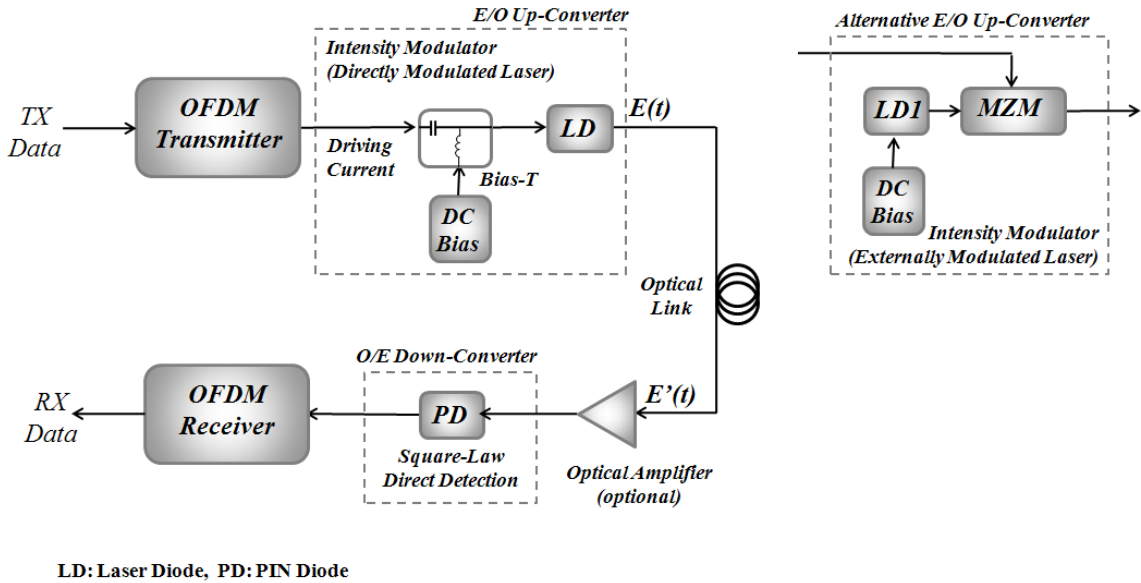 E/O Up-Converter
Intensity Modulator
(Directly Modulated Laser)
TX
Data
OFDM
Transmitter
Driving
Current
Bias-T
DC
Bias
LD
E(t)
Alternative E/O Up-Converter
LD1
MZM
DC
Bias
Intensity Modulator
(Externally Modulated Laser)
Optical
Link
O/E Down-Converter
RX
Data
OFDM
Receiver
PD
Square-Law
Direct Detection
E’(t)
Optical Amplifier
(optional)
LD: Laser Diode, PD: PIN Diode